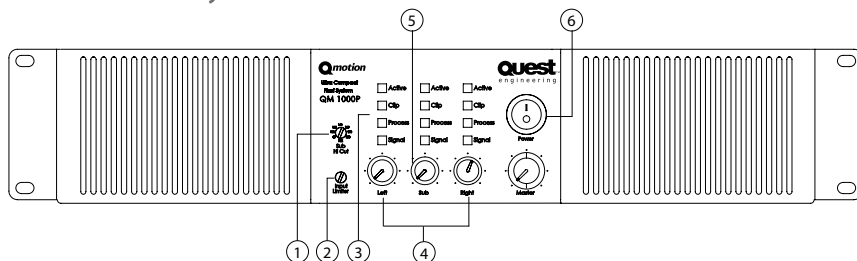 5
6
Qmotion
Quest
engineering
Ultra Compact
Fixed System
QM 1000P
Active Active Active
Clip Clip Clip
Process Process Process
Signal Signal Signal
Power
Sub
Hi Cut
Input
Limiter
Left Sub Right Master
1 2 3 4